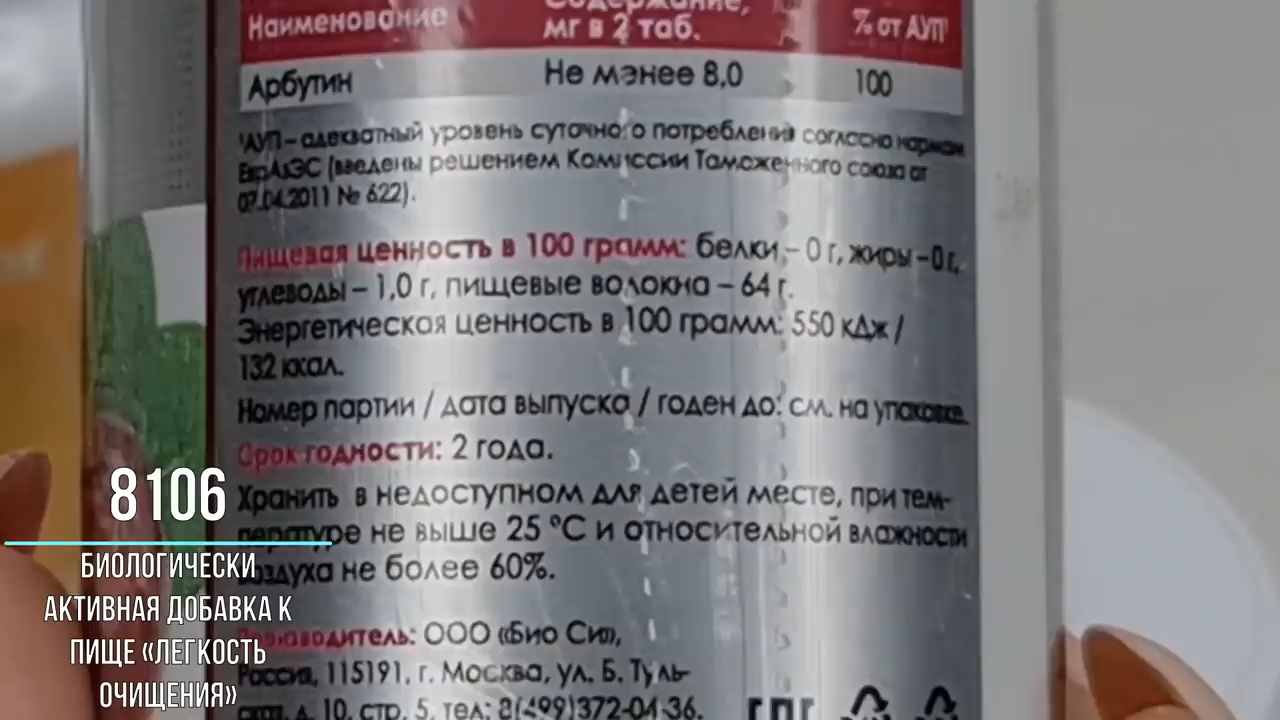 Наименование Содержание, % от АУП¹
мг в 2 таб.
Арбутин Не менее 8,0 100
¹АУП – адекватный уровень суточного потребления согласно нормам
ЕврАзЭС (введены решением Комиссии Таможенного союза от
07.04.2011 № 622).
Пищевая ценность в 100 грамм: белки – 0 г, жиры – 0 г,
углеводы – 1,0 г, пищевые волокна – 64 г.
Энергетическая ценность в 100 грамм: 550 кДж /
132 ккал.
Номер партии / дата выпуска / годен до: см. на упаковке.
Срок годности: 2 года.
Хранить в недоступном для детей месте, при тем-
пературе не выше 25 °C и относительной влажности
воздуха не более 60%.
Производитель: ООО «Био Си»,
Россия, 115191, г. Москва, ул. Б. Туль-
ская, д. 10, стр. 5, тел: 8(499)372-04-36.
8106
БИОЛОГИЧЕСКИ
АКТИВНАЯ ДОБАВКА К
ПИЩЕ «ЛЕГКОСТЬ
ОЧИЩЕНИЯ»